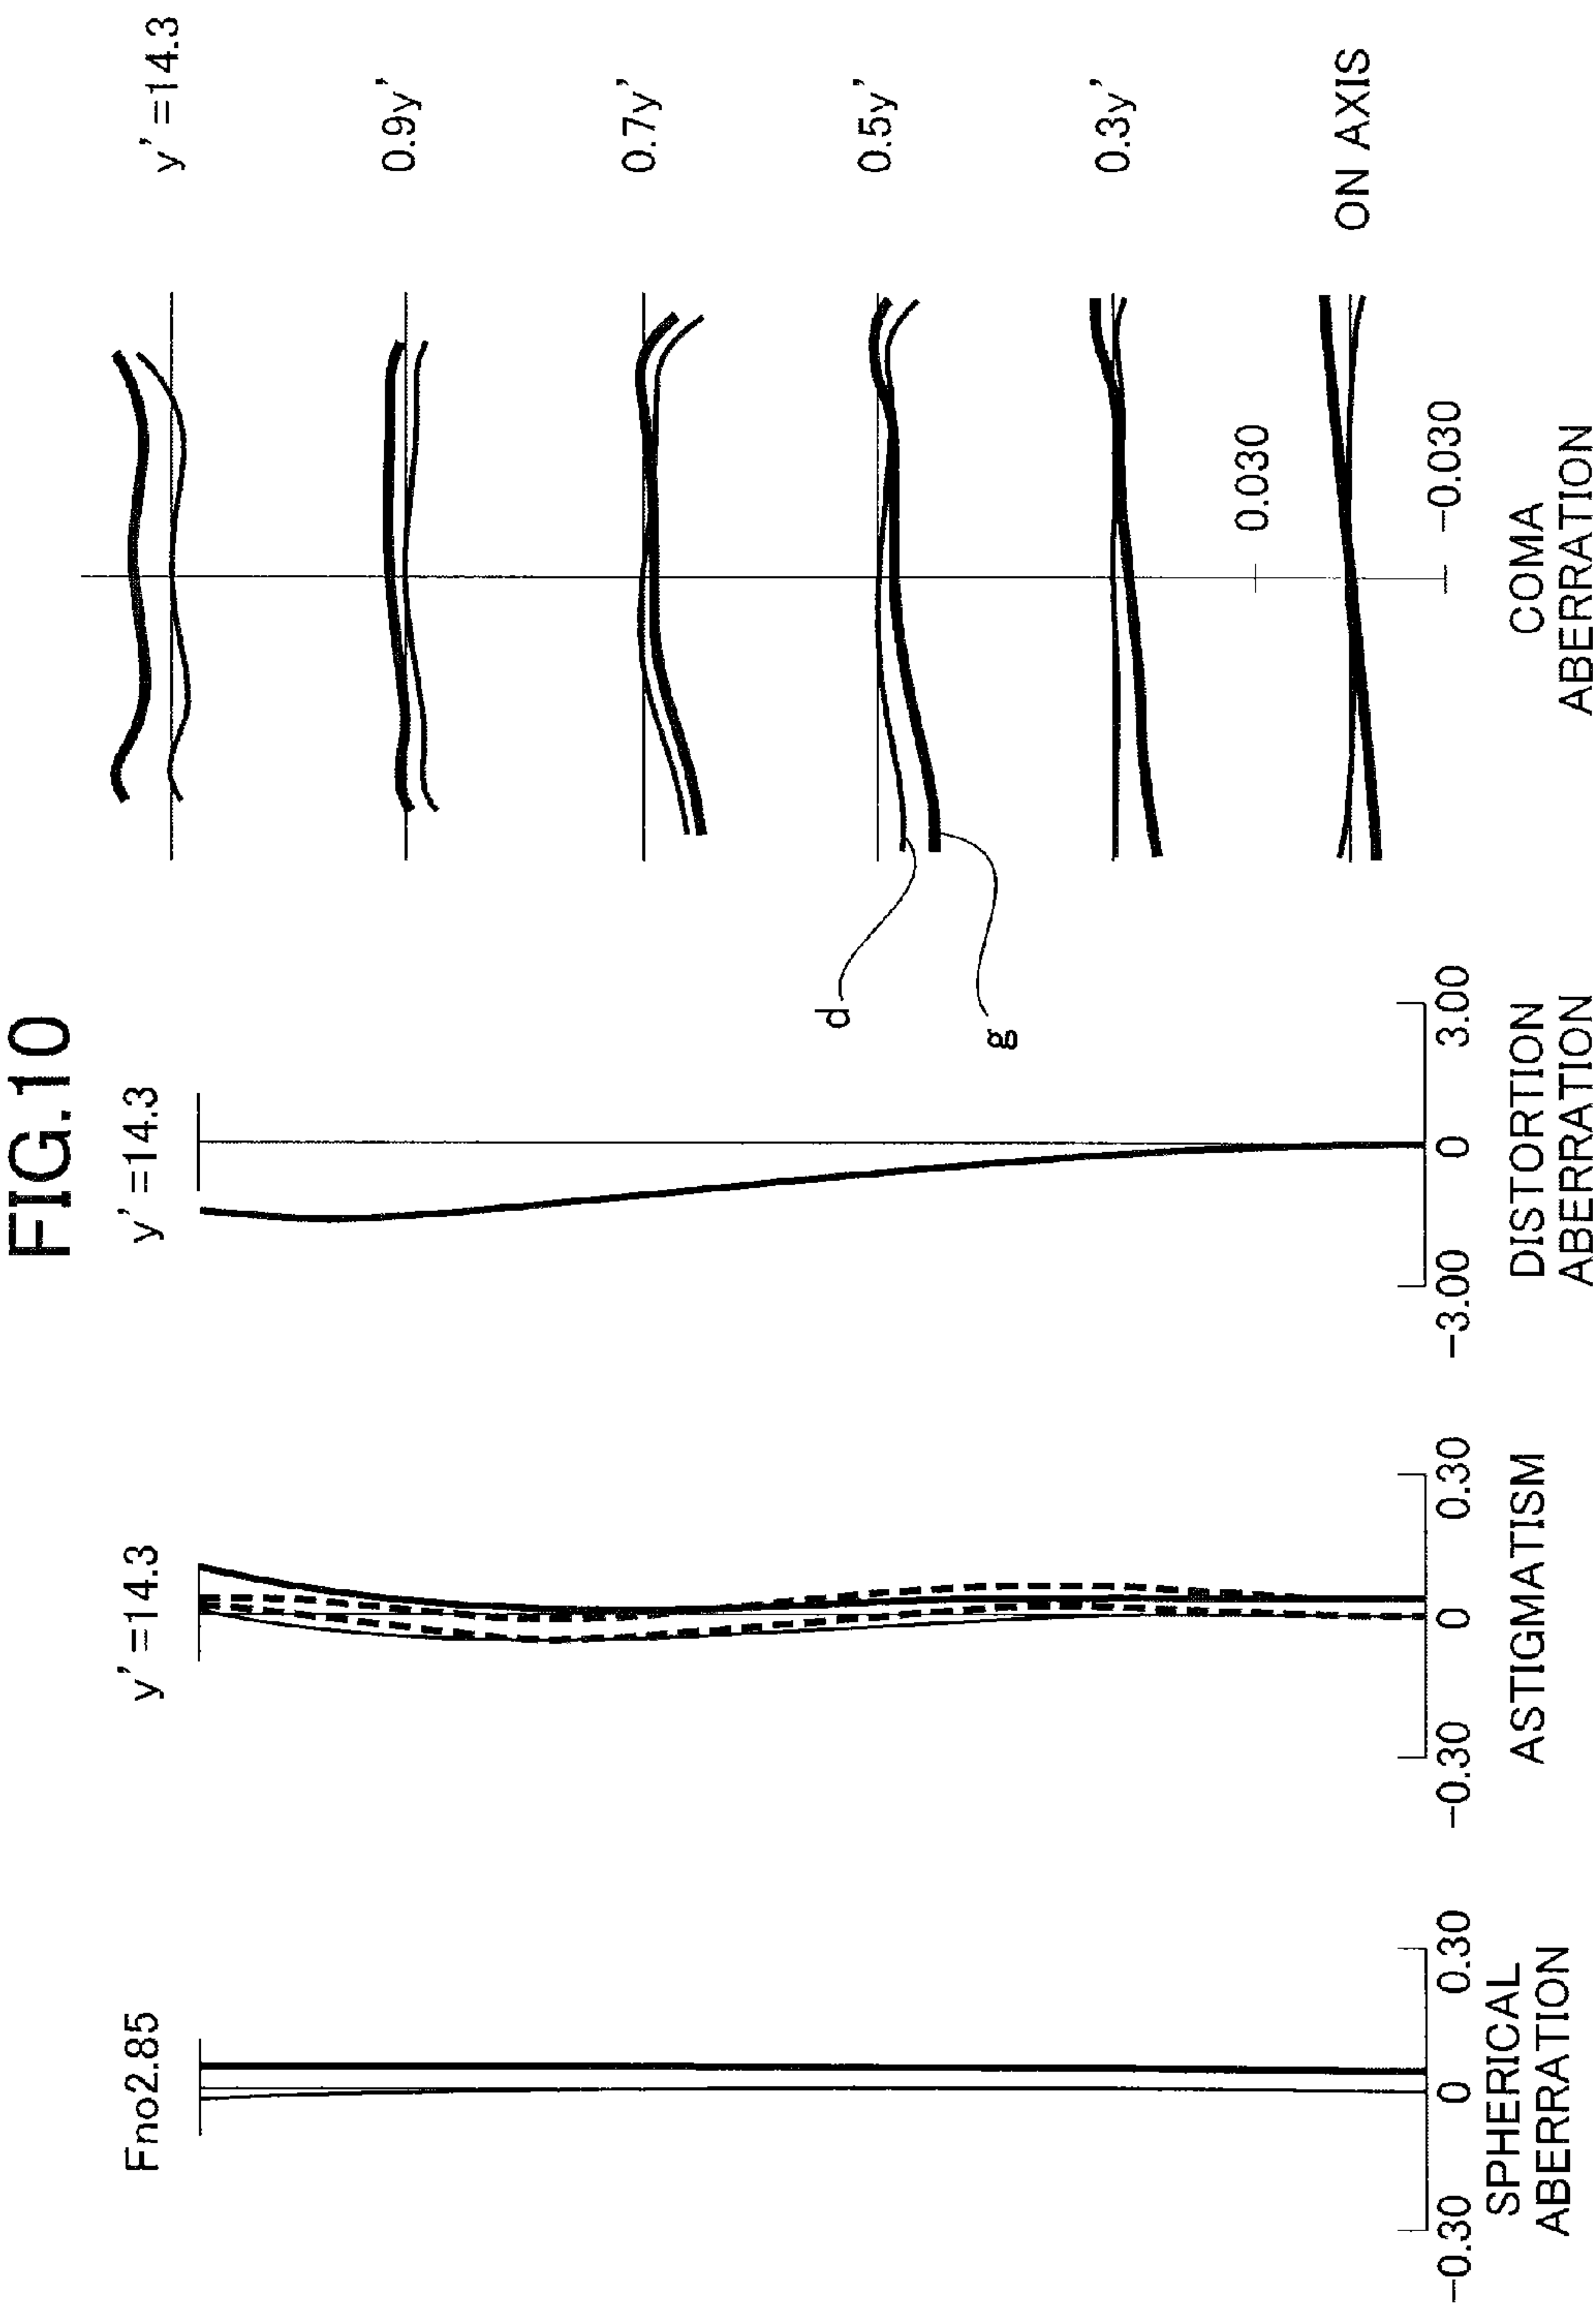 FIG.10
Fno2.85
-0.30
0
0.30
SPHERICAL
ABERRATION
y'=14.3
-0.30
0
0.30
ASTIGMATISM
y'=14.3
-3.00
0
3.00
DISTORTION
ABERRATION
y'=14.3
0.9y'
0.7y'
0.5y'
d
g
0.3y'
0.030
ON AXIS
-0.030
COMA
ABERRATION